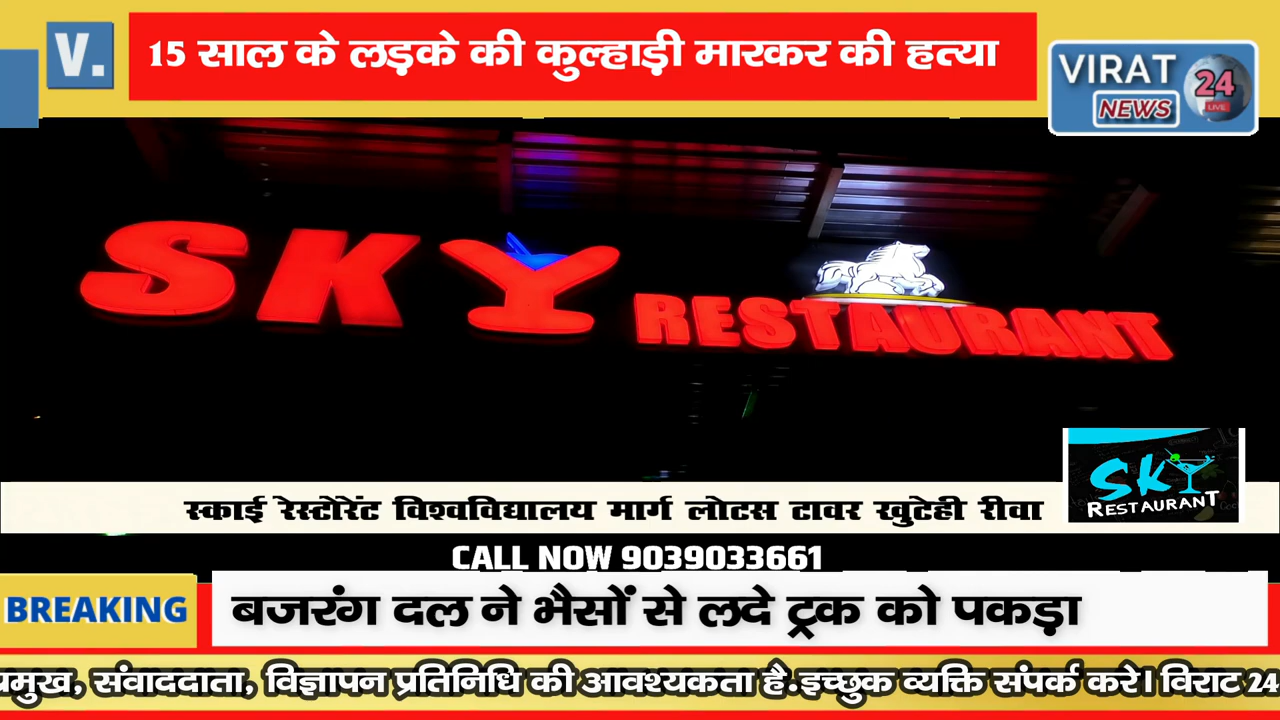 V.
15 साल के लड़के की कुल्हाड़ी मारकर की हत्या
VIRAT
24
NEWS
LIVE
SKY RESTAURANT
SKY
RESTAURANT
स्काई रेस्टोरेंट विश्वविद्यालय मार्ग लोटस टावर खुटेही रीवा
CALL NOW 9039033661
BREAKING
बजरंग दल ने भैसों से लदे ट्रक को पकड़ा
प्रमुख, संवाददाता, विज्ञापन प्रतिनिधि की आवश्यकता है.इच्छुक व्यक्ति संपर्क करे। विराट 24